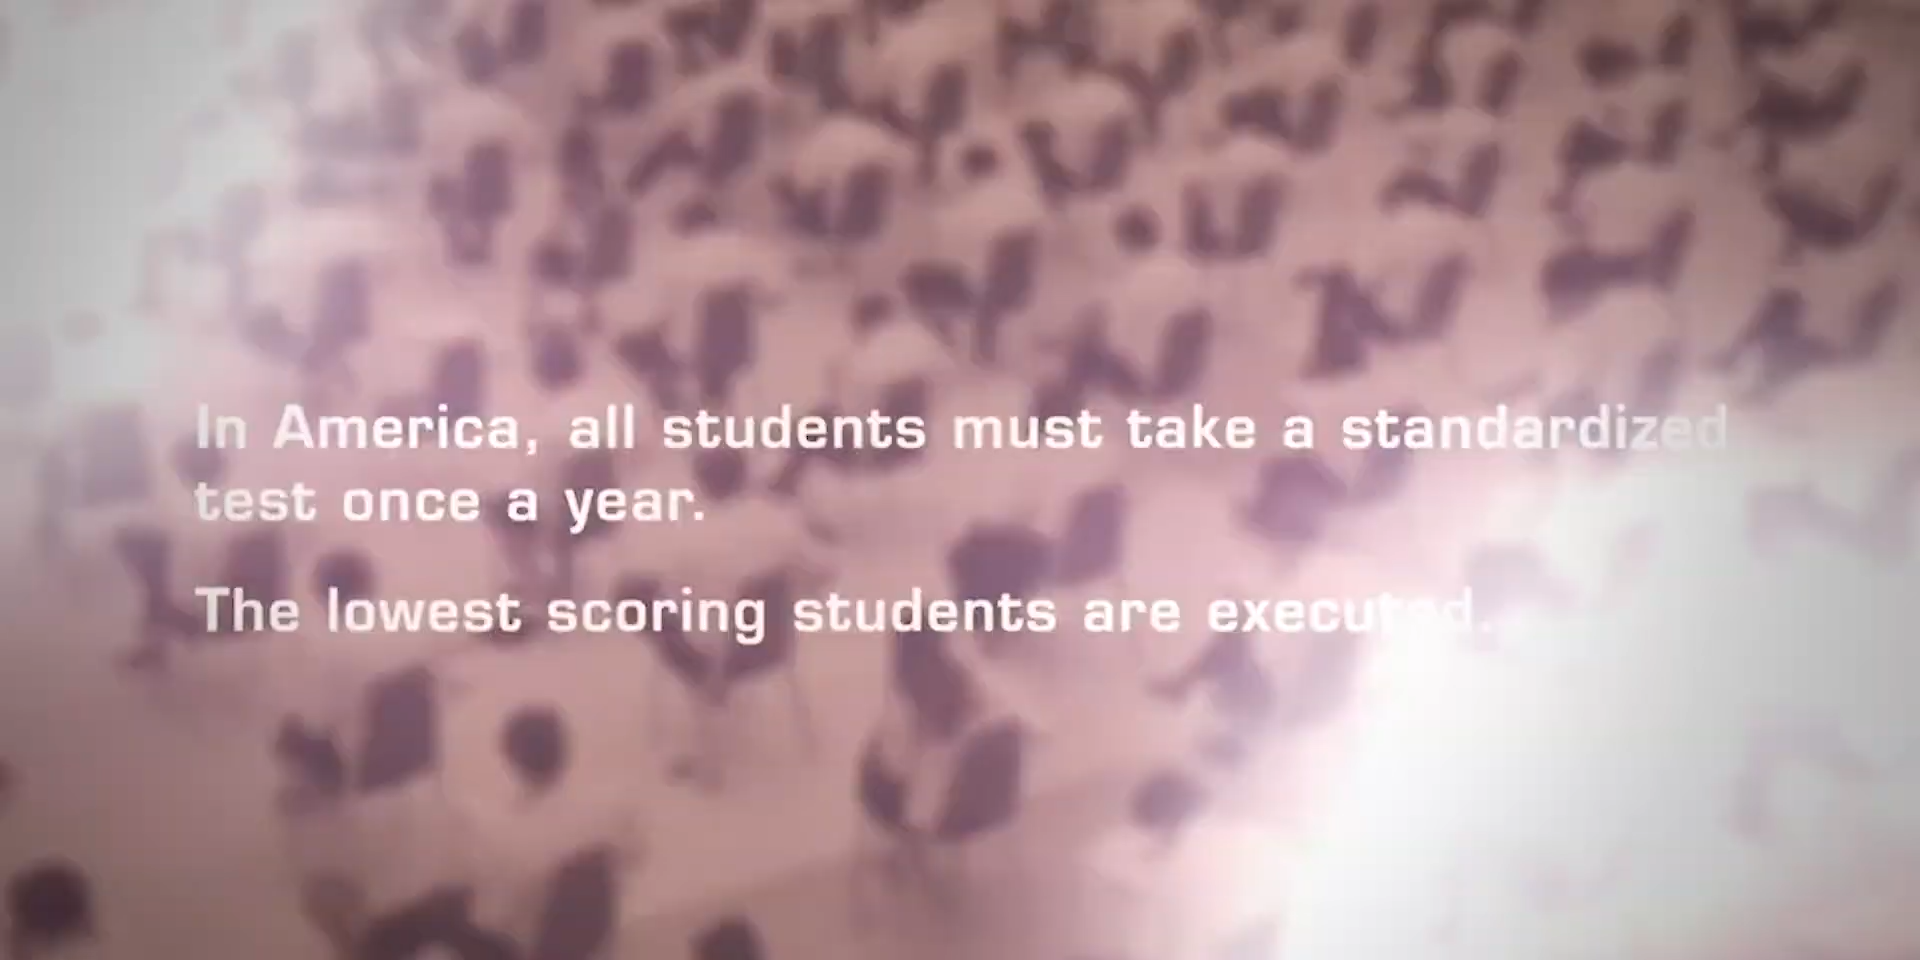 In America, all students must take a standardized
test once a year.
The lowest scoring students are executed.